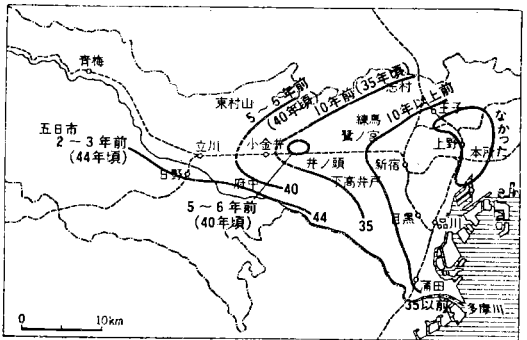 青梅
東村山
5～6年前
(40年頃)
10年前(35年頃)
志村
練馬
鷺ノ宮
10年以上前
王子
なかった
上野
本所
五日市
2～3年前
(44年頃)
立川
小金井
井ノ頭
下高井戸
新宿
日野
府中
40
5～6年前
(40年頃)
44
35
目黒
品川
蒲田
35以前
多摩川
0
10km